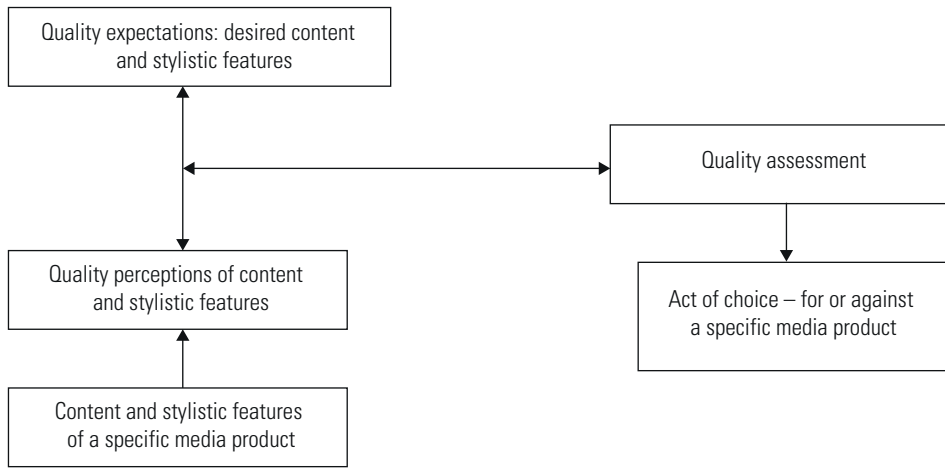 Quality expectations: desired content
and stylistic features
Quality assessment
Quality perceptions of content
and stylistic features
Act of choice – for or against
a specific media product
Content and stylistic features
of a specific media product